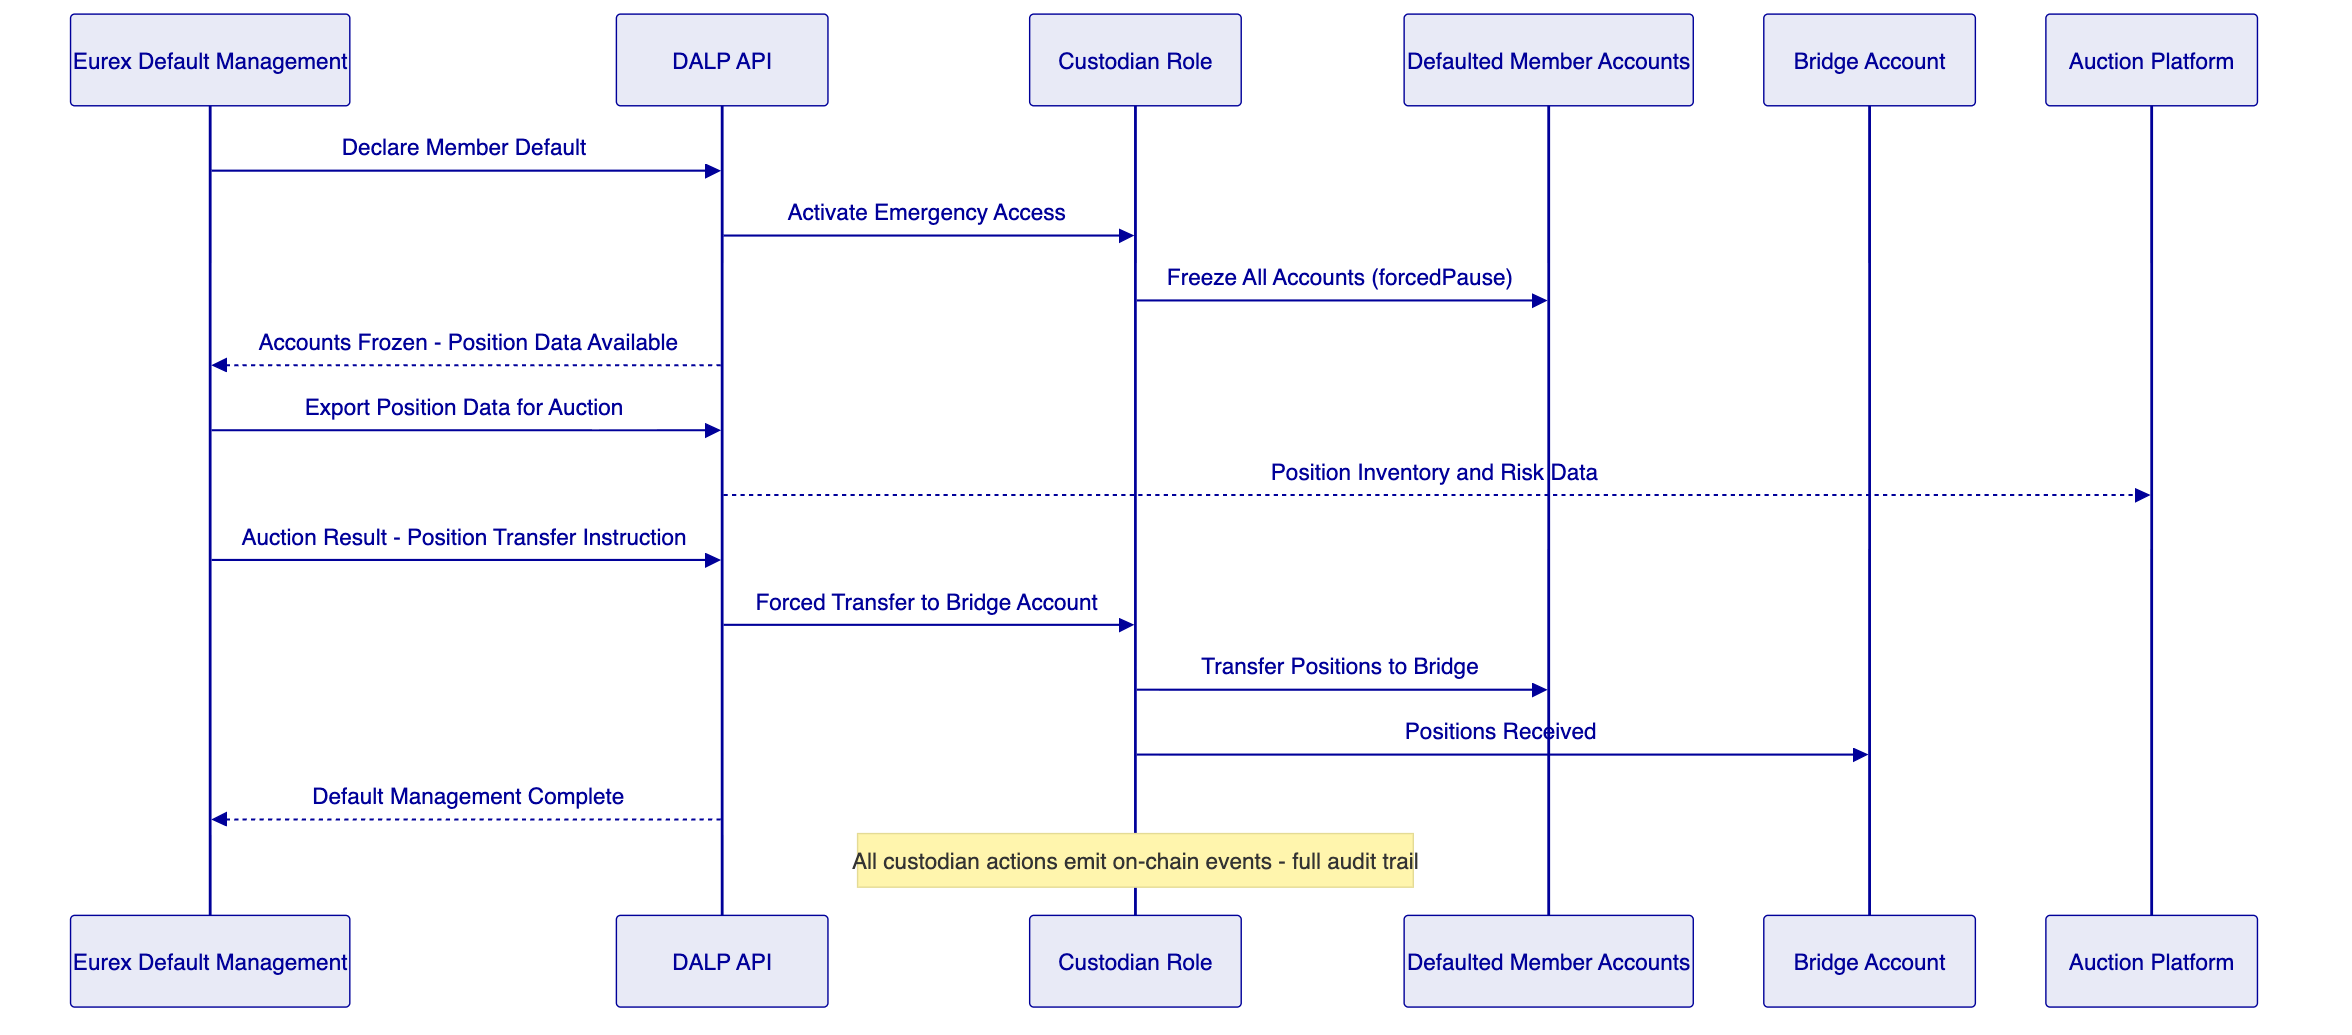 Eurex Default Management
DALP API
Custodian Role
Defaulted Member Accounts
Bridge Account
Auction Platform
Declare Member Default
Activate Emergency Access
Freeze All Accounts (forcedPause)
Accounts Frozen - Position Data Available
Export Position Data for Auction
Position Inventory and Risk Data
Auction Result - Position Transfer Instruction
Forced Transfer to Bridge Account
Transfer Positions to Bridge
Positions Received
Default Management Complete
All custodian actions emit on-chain events - full audit trail
Eurex Default Management
DALP API
Custodian Role
Defaulted Member Accounts
Bridge Account
Auction Platform